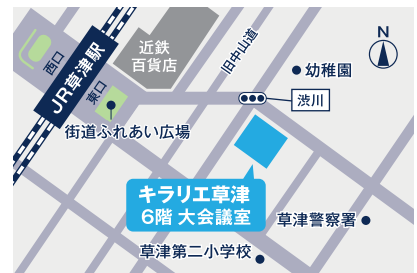 N
近鉄
百貨店
旧中山道
幼稚園
西口
JR草津駅
東口
渋川
街道ふれあい広場
キラリエ草津
6階 大会議室
草津警察署
草津第二小学校